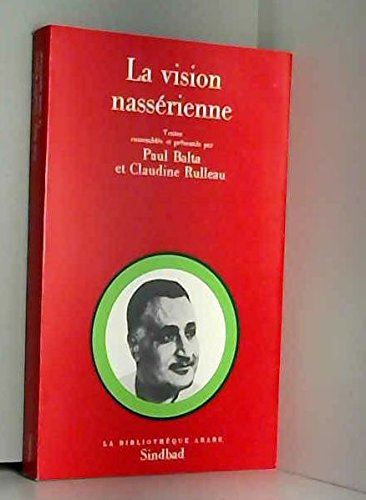 La vision
nassérienne
Textes
rassemblés et présentés par
Paul Balta
et Claudine Rulleau
LA BIBLIOTHÈQUE ARABE
Sindbad